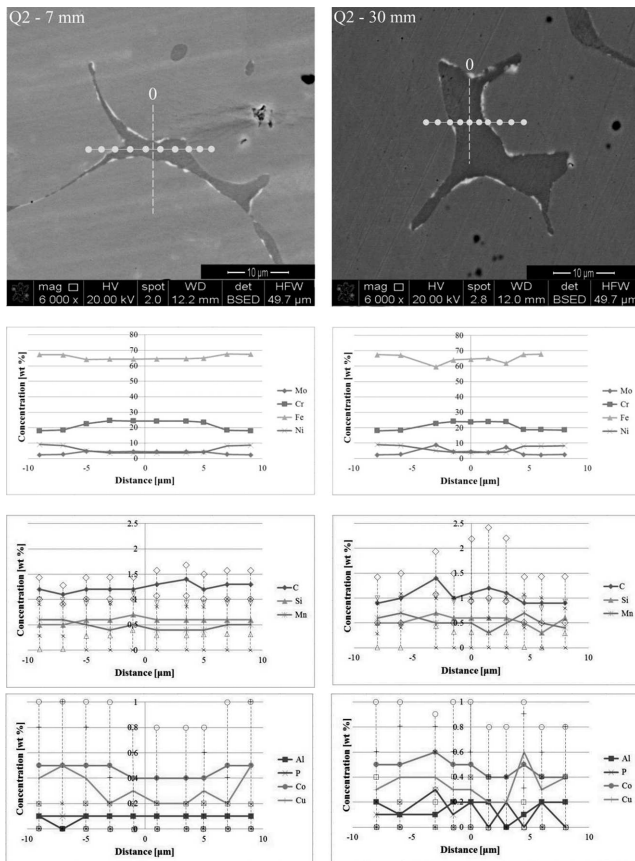 Q2 - 7 mm
0
10 µm
mag HV spot WD det HFW
6 000 x 20.00 kV 2.0 12.2 mm BSED 49.7 µm
Q2 - 30 mm
0
10 µm
mag HV spot WD det HFW
6 000 x 20.00 kV 2.8 12.0 mm BSED 49.7 µm
Concentration [wt %]
80
70
60
50
40
30
20
10
0
-10 -5 0 5 10
Distance [µm]
Mo
Cr
Fe
Ni
Concentration [wt %]
80
70
60
50
40
30
20
10
0
-10 -5 0 5 10
Distance [µm]
Mo
Cr
Fe
Ni
Concentration [wt %]
2.5
2
1.5
1
0.5
0
-10 -5 0 5 10
Distance [µm]
C
Si
Mn
Concentration [wt %]
2.5
2
1.5
1
0.5
0
-10 -5 0 5 10
Distance [µm]
C
Si
Mn
Concentration [wt %]
1
0.8
0.6
0.4
0.2
0
-10 -5 0 5 10
Distance [µm]
Al
P
Co
Cu
Concentration [wt %]
1
0.8
0.6
0.4
0.2
0
-10 -5 0 5 10
Distance [µm]
Al
P
Co
Cu